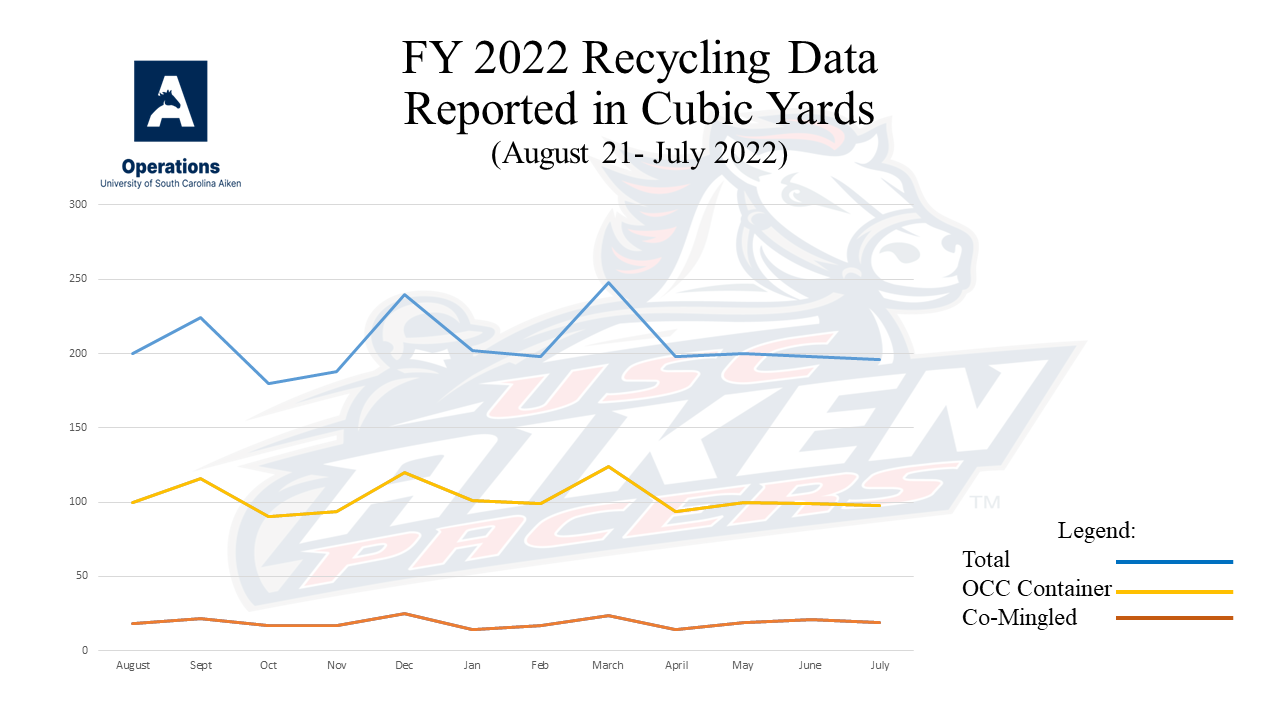 FY 2022 Recycling Data
Reported in Cubic Yards
(August 21- July 2022)
A
Operations
University of South Carolina Aiken
300
250
200
150
100
50
0
August Sept Oct Nov Dec Jan Feb March April May June July
USC
AIKEN
PACERS
TM
Legend:
Total
OCC Container
Co-Mingled